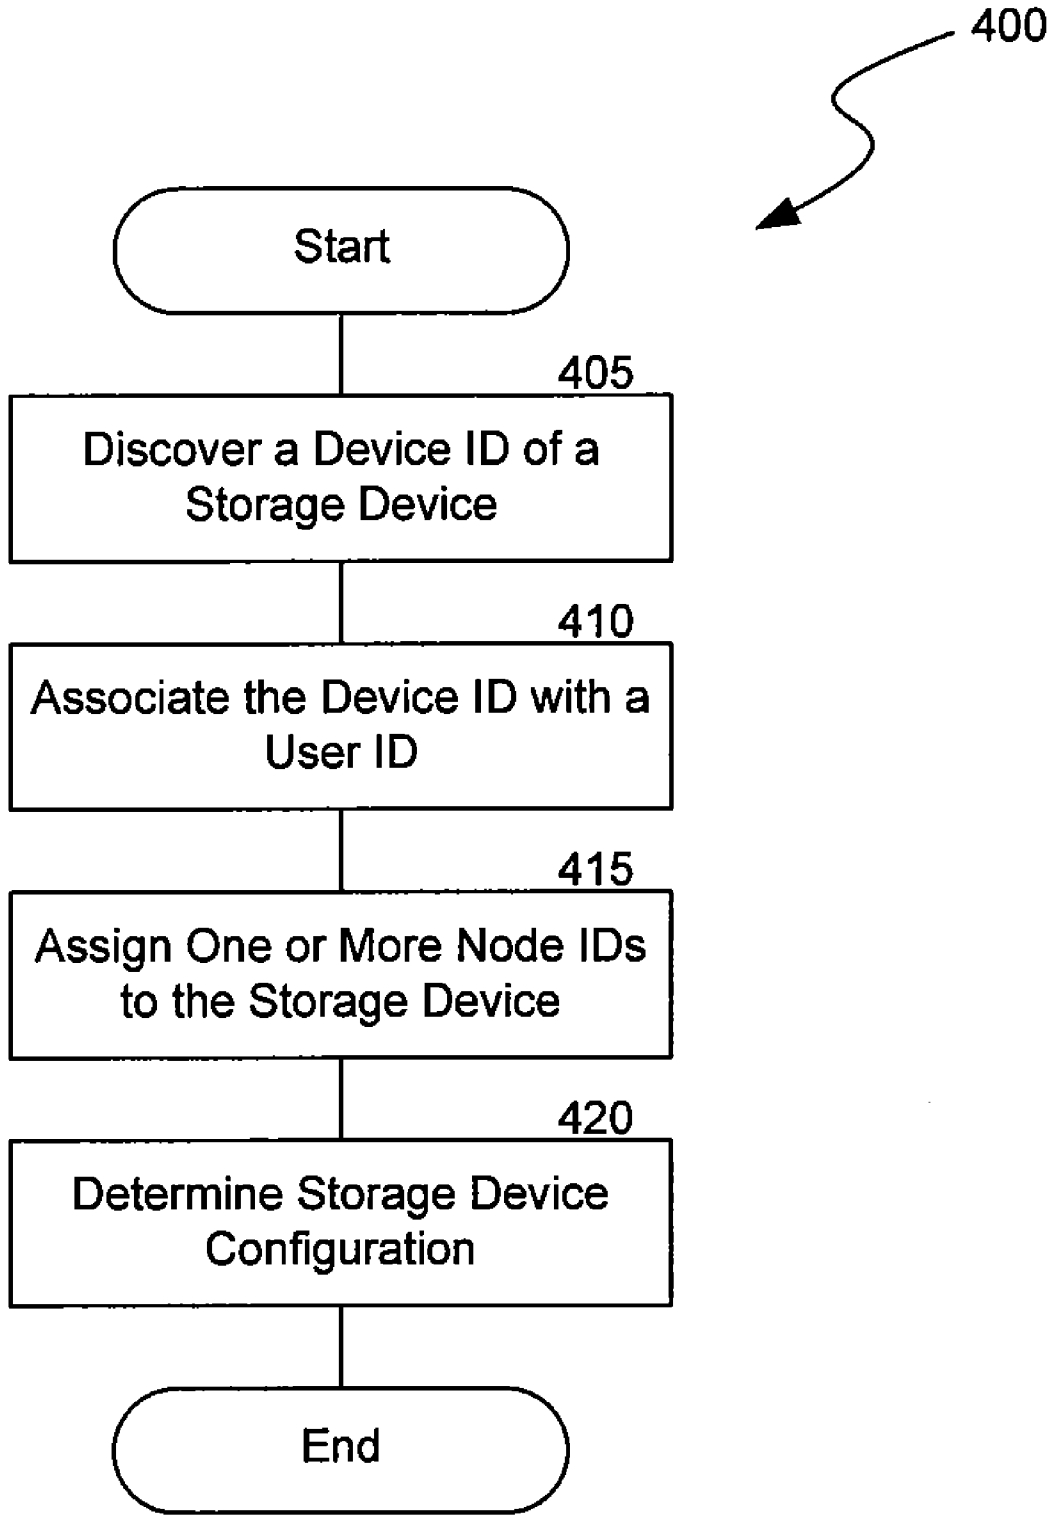 400
Start
405
Discover a Device ID of a
Storage Device
410
Associate the Device ID with a
User ID
415
Assign One or More Node IDs
to the Storage Device
420
Determine Storage Device
Configuration
End